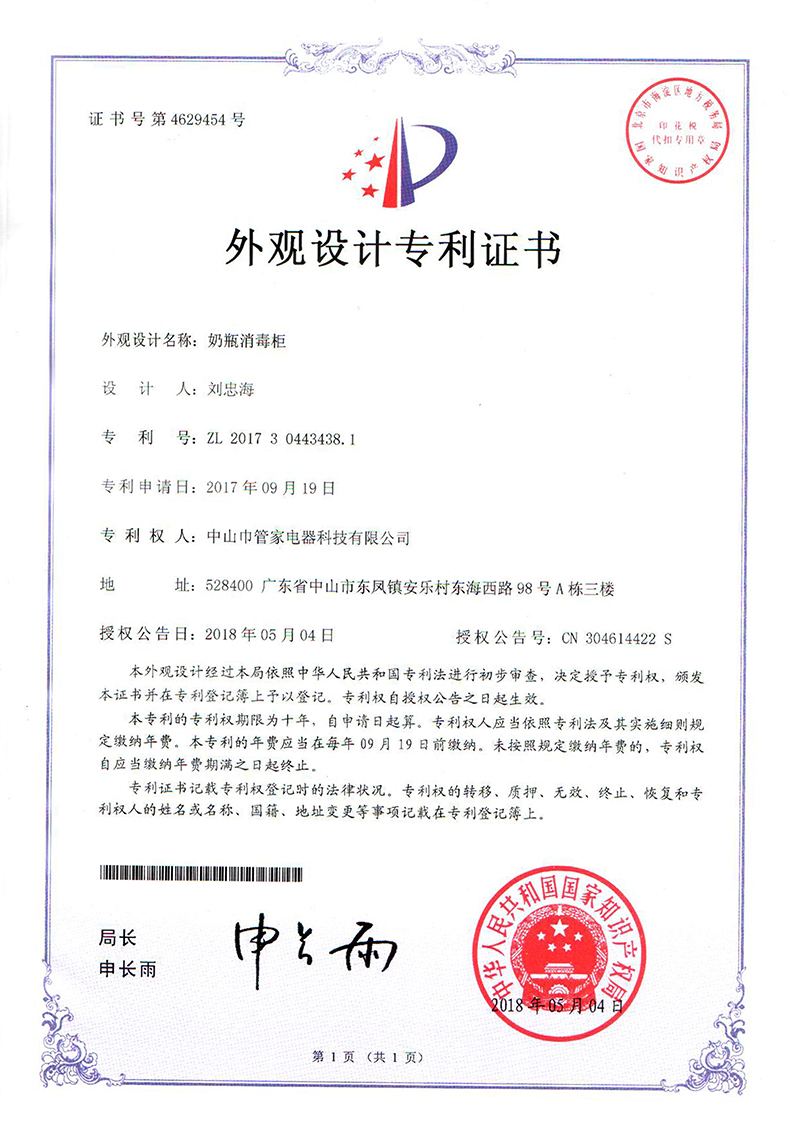 证书号第4629454号
北京市海淀区地方税务局
印花税
代扣专用章
国家知识产权局
外观设计专利证书
外观设计名称：奶瓶消毒柜
设 计 人：刘忠海
专 利 号：ZL 2017 3 0443438.1
专利申请日：2017年09月19日
专 利 权 人：中山巾管家电器科技有限公司
地 址：528400 广东省中山市东凤镇安乐村东海西路98号A栋三楼
授权公告日：2018年05月04日 授权公告号：CN 304614422 S
本外观设计经过本局依照中华人民共和国专利法进行初步审查，决定授予专利权，颁发
本证书并在专利登记簿上予以登记。专利权自授权公告之日起生效。
本专利的专利权期限为十年，自申请日起算。专利权人应当依照专利法及其实施细则规
定缴纳年费。本专利的年费应当在每年09月19日前缴纳。未按照规定缴纳年费的，专利权
自应当缴纳年费期满之日起终止。
专利证书记载专利权登记时的法律状况。专利权的转移、质押、无效、终止、恢复和专
利权人的姓名或名称、国籍、地址变更等事项记载在专利登记簿上。
局长
申长雨
申长雨
中华人民共和国国家知识产权局
2018年05月04日
第1页（共1页）